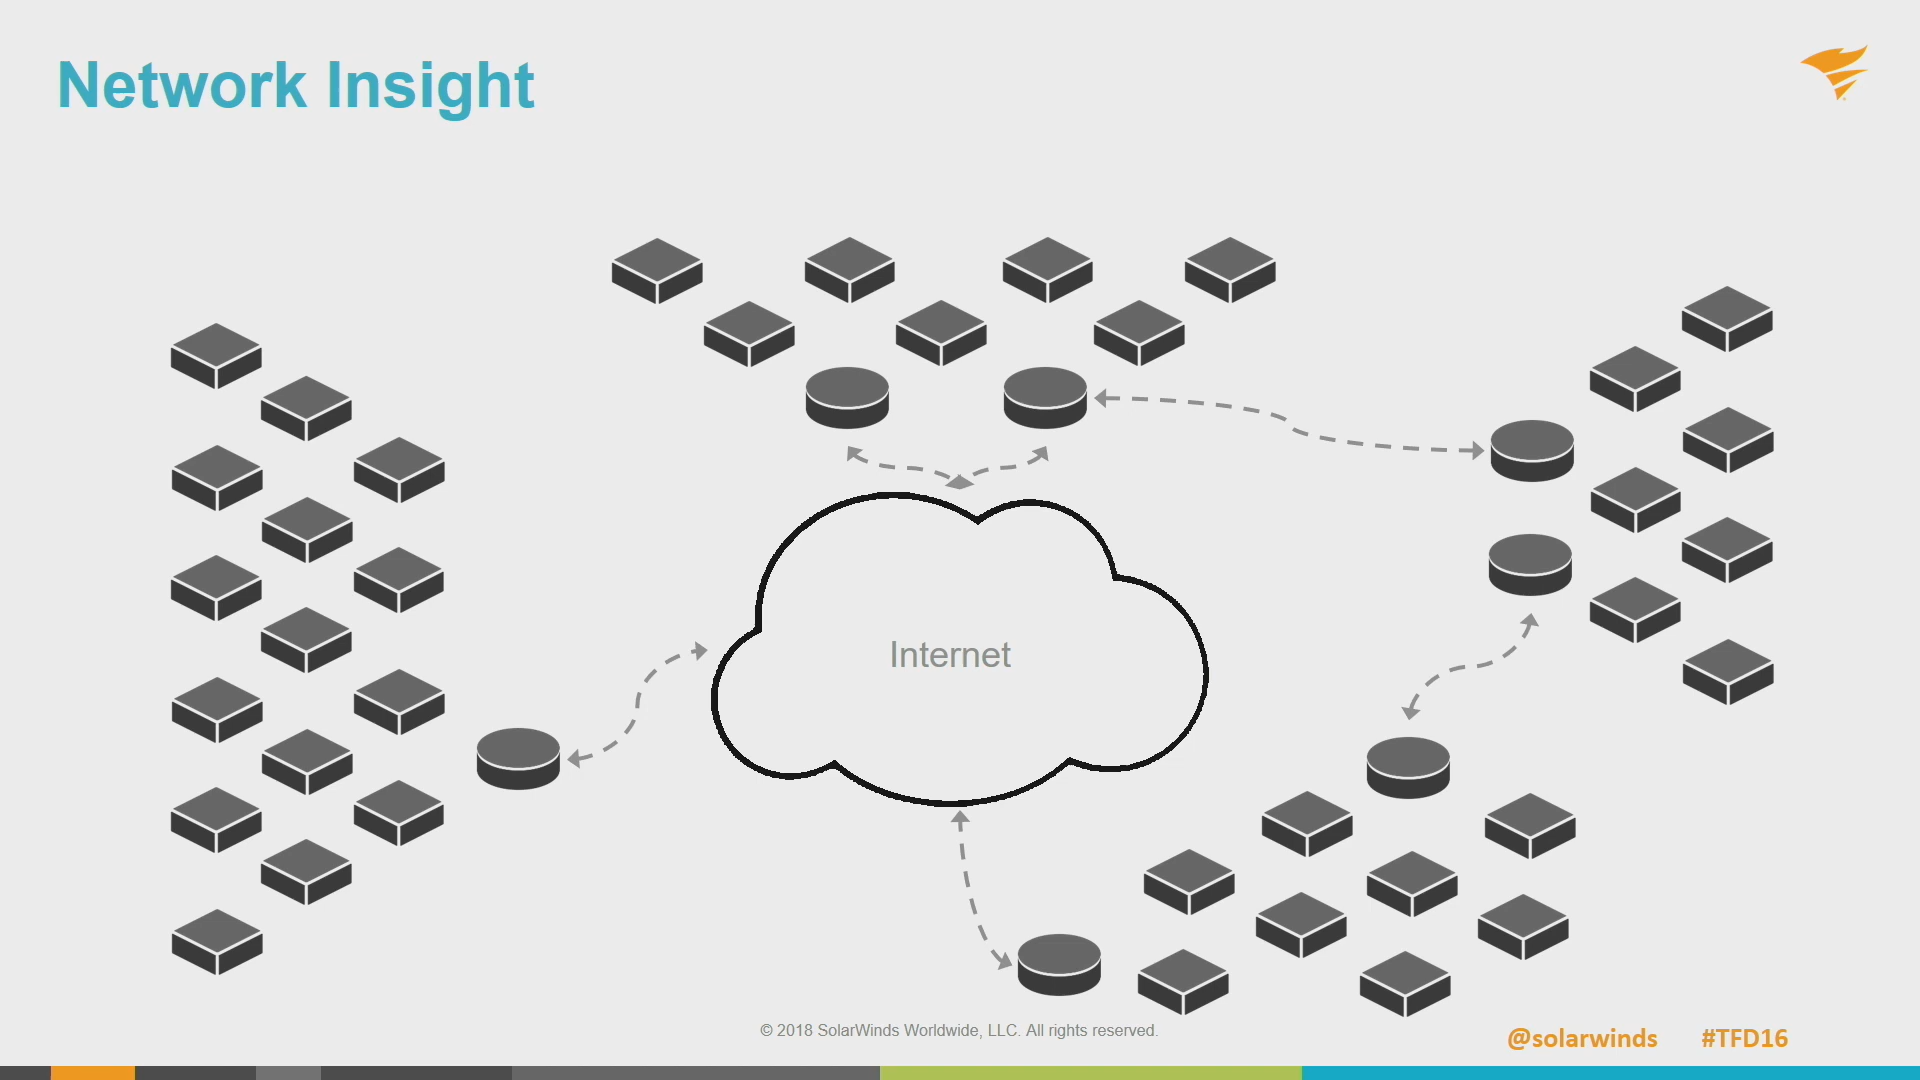 Network Insight
Internet
© 2018 SolarWinds Worldwide, LLC. All rights reserved.
@solarwinds #TFD16